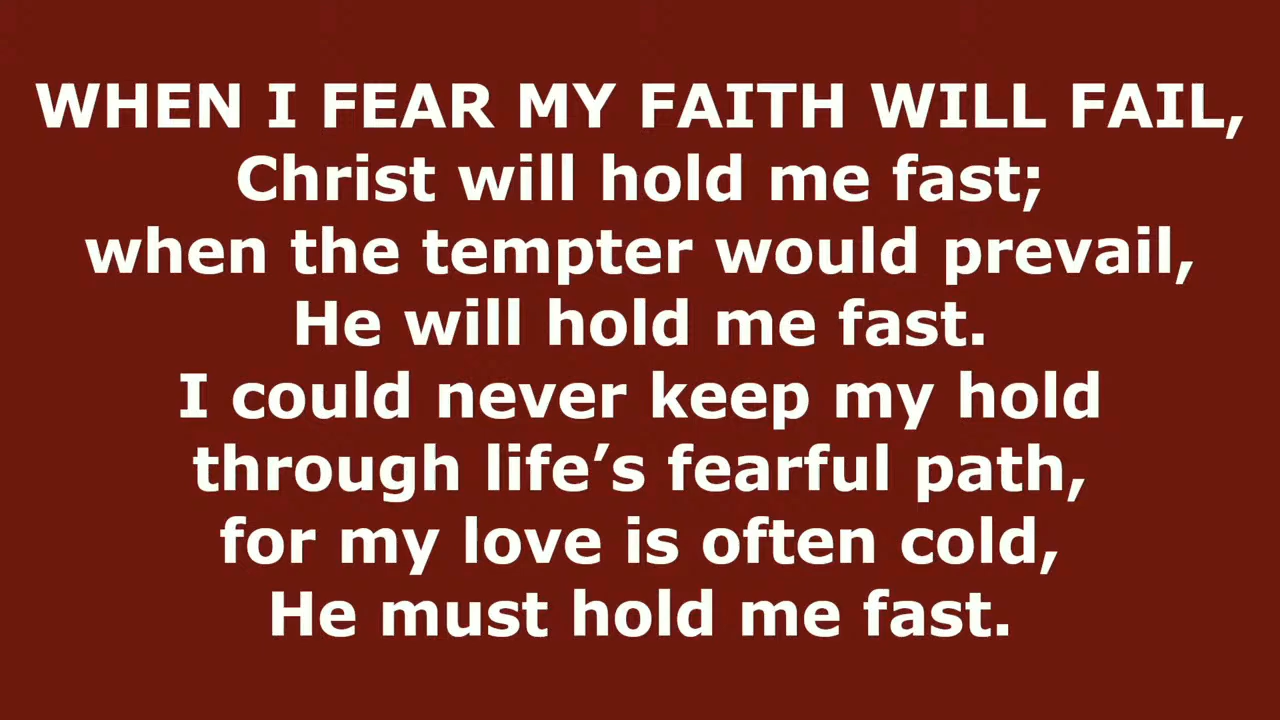 WHEN I FEAR MY FAITH WILL FAIL,
Christ will hold me fast;
when the tempter would prevail,
He will hold me fast.
I could never keep my hold
through life’s fearful path,
for my love is often cold,
He must hold me fast.